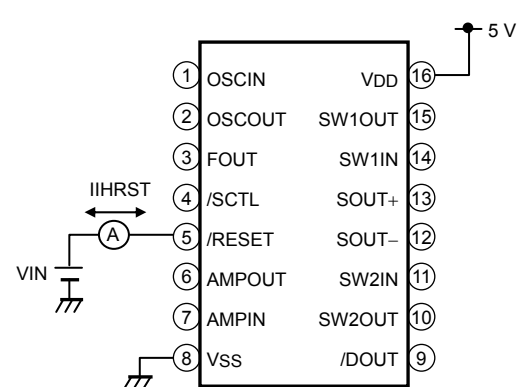 5 V
1 OSCIN VDD 16
2 OSCOUT SW1OUT 15
3 FOUT SW1IN 14
IIHRST
4 /SCTL SOUT+ 13
A 5 /RESET SOUT− 12
VIN
6 AMPOUT SW2IN 11
7 AMPIN SW2OUT 10
8 VSS /DOUT 9